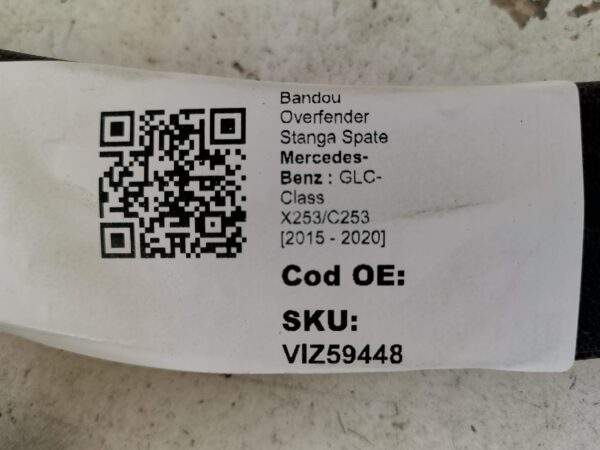 Bandou
Overfender
Stanga Spate
Mercedes-
Benz : GLC-
Class
X253/C253
[2015 - 2020]
Cod OE:
SKU:
VIZ59448